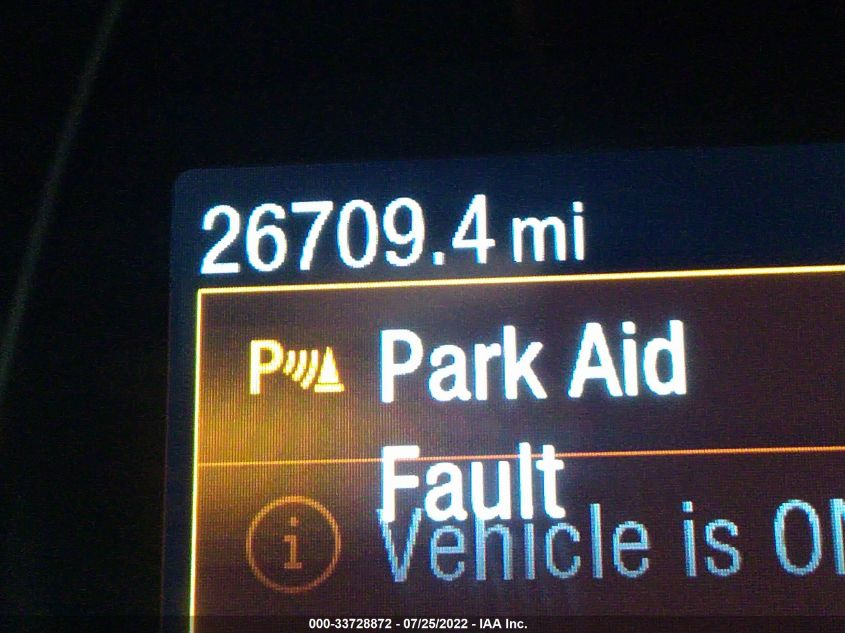 26709.4 mi
P
Park Aid
Fault
i
Vehicle is
000-33728872 - 07/25/2022 - IAA Inc.